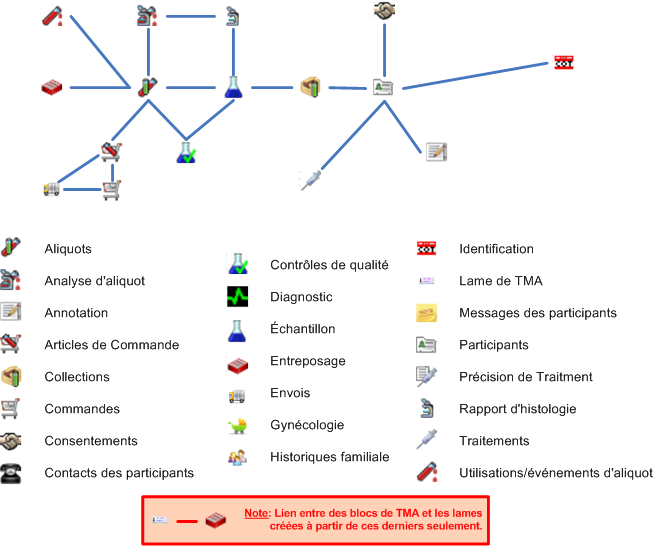 Aliquots
Analyse d'aliquot
Annotation
Articles de Commande
Collections
Commandes
Consentements
Contacts des participants
Contrôles de qualité
Diagnostic
Échantillon
Entreposage
Envois
Gynécologie
Historiques familiale
Identification
Lame de TMA
Messages des participants
Participants
Précision de Traitment
Rapport d'histologie
Traitements
Utilisations/événements d'aliquot
Note: Lien entre des blocs de TMA et les lames
créées à partir de ces derniers seulement.